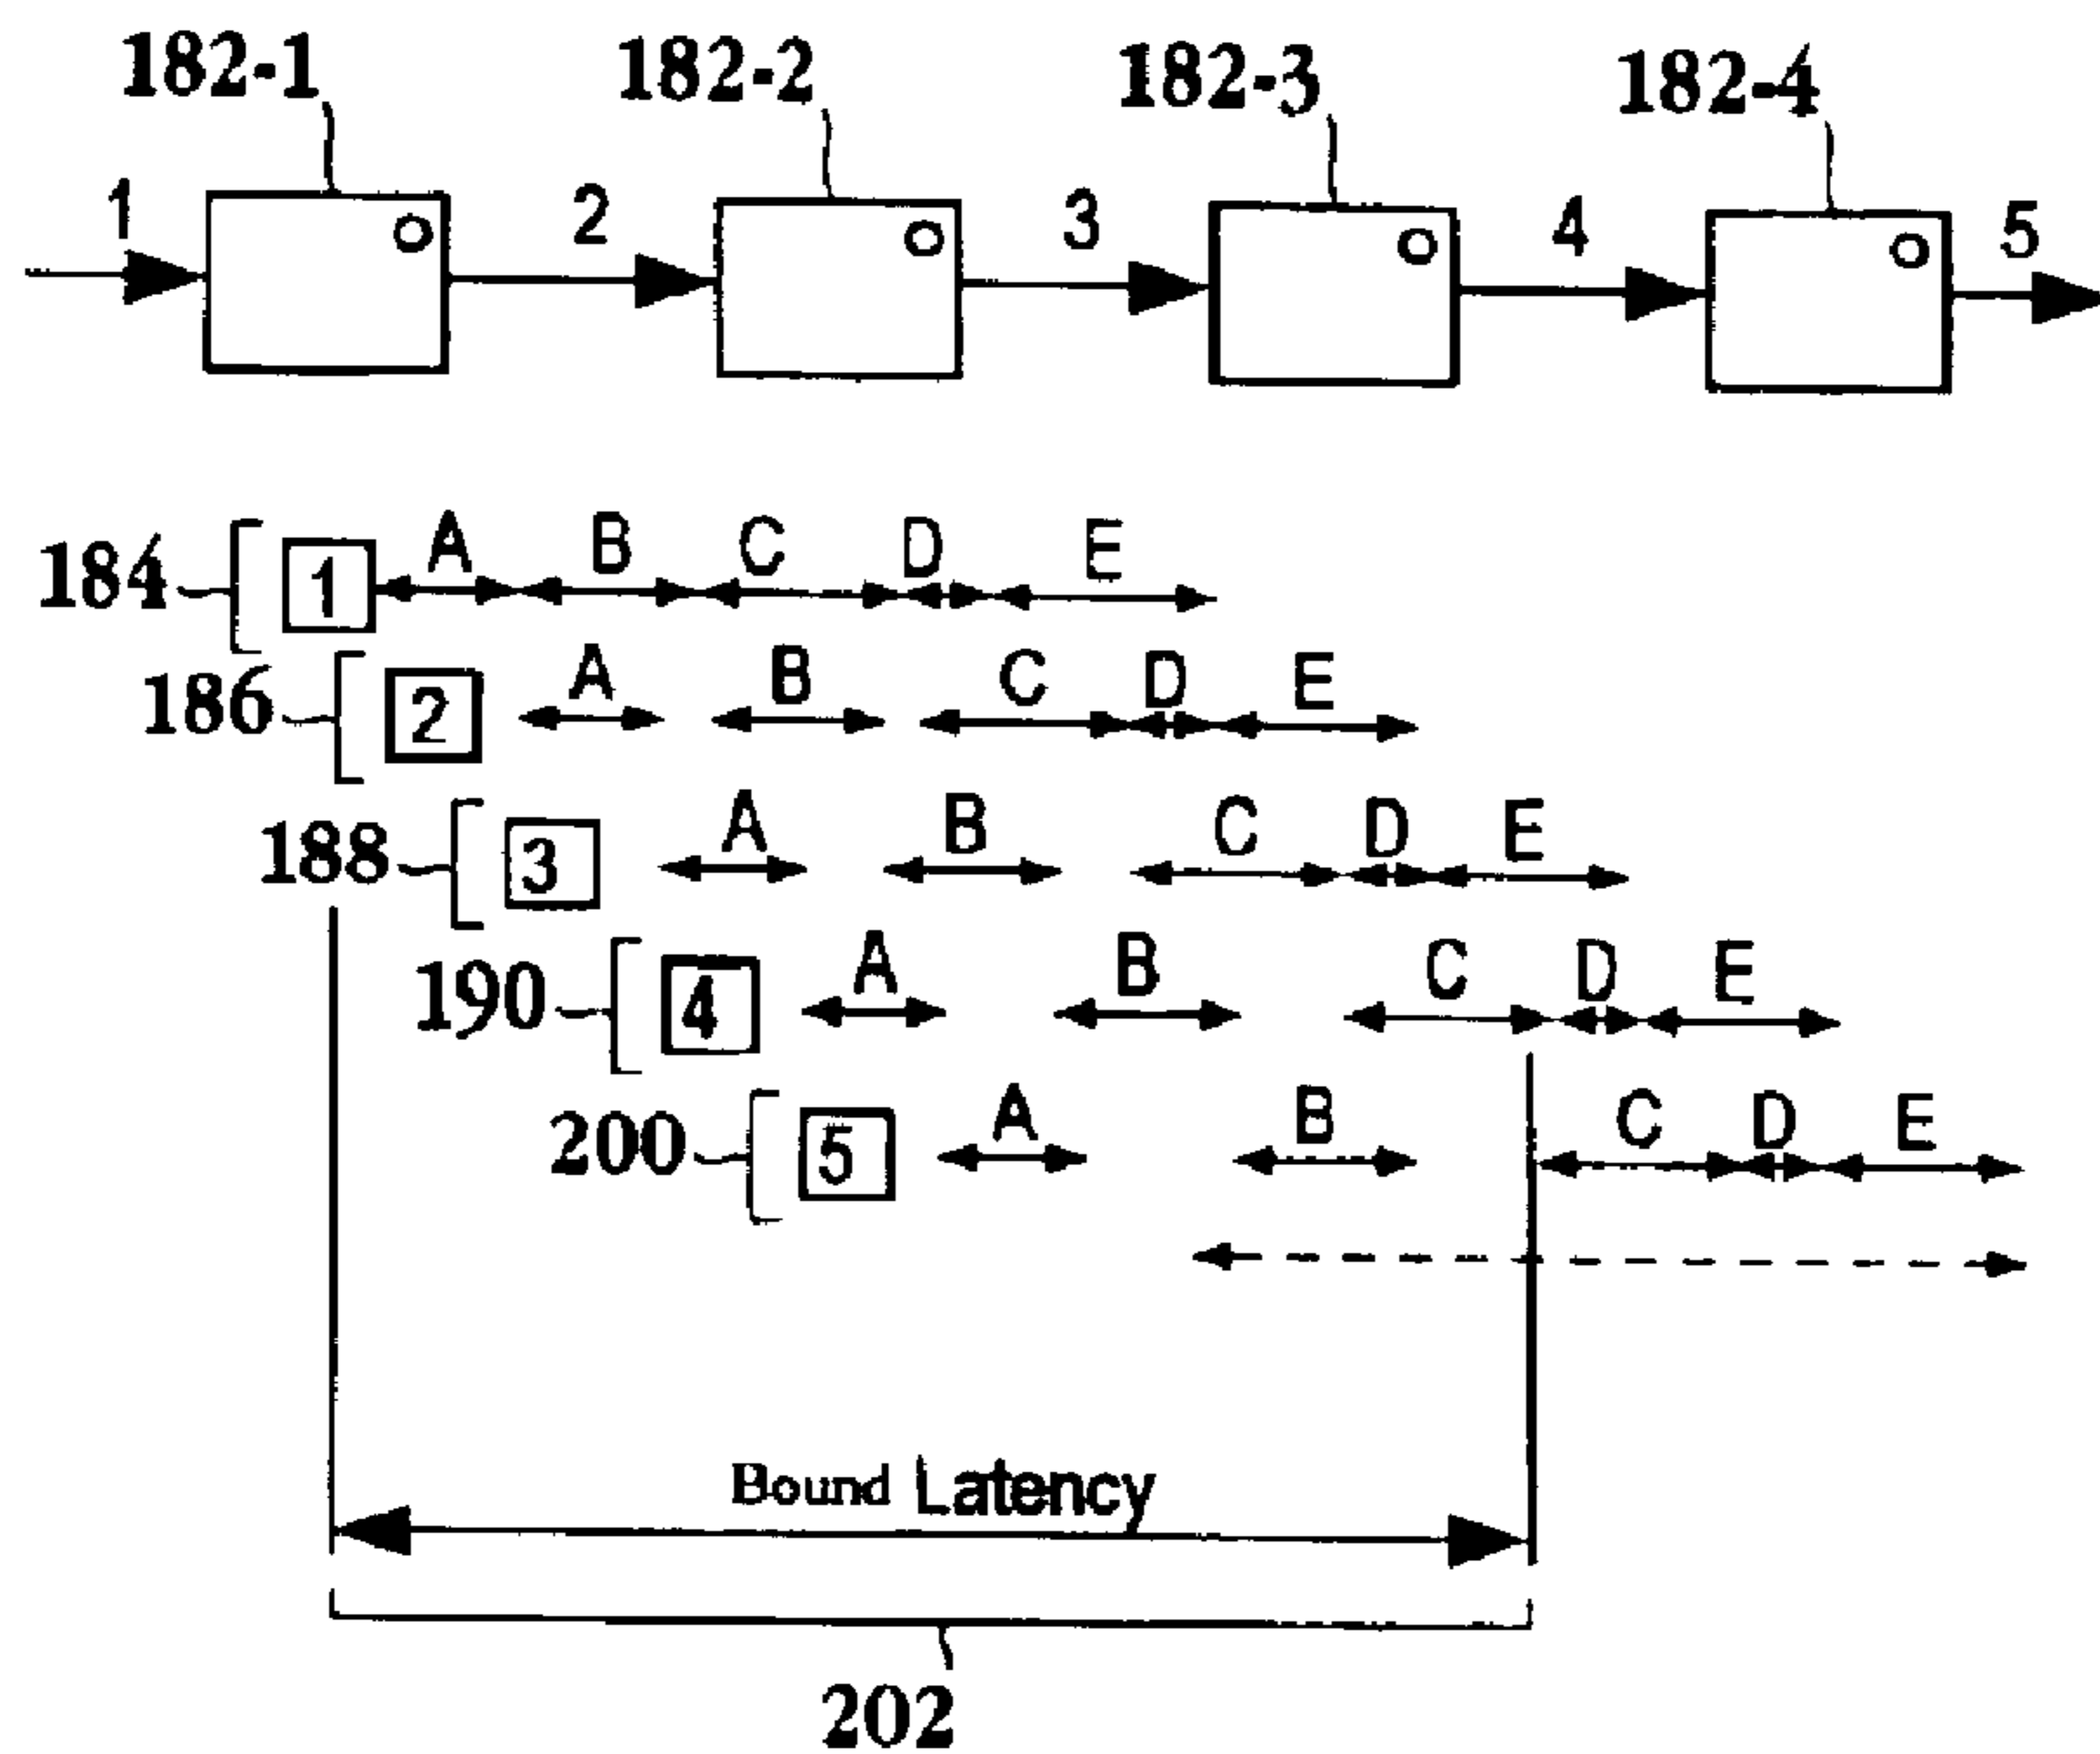 182-1 182-2 182-3 182-4
1 2 3 4 5
184 1 A B C D E
186 2 A B C D E
188 3 A B C D E
190 4 A B C D E
200 5 A B C D E
Bound Latency
202